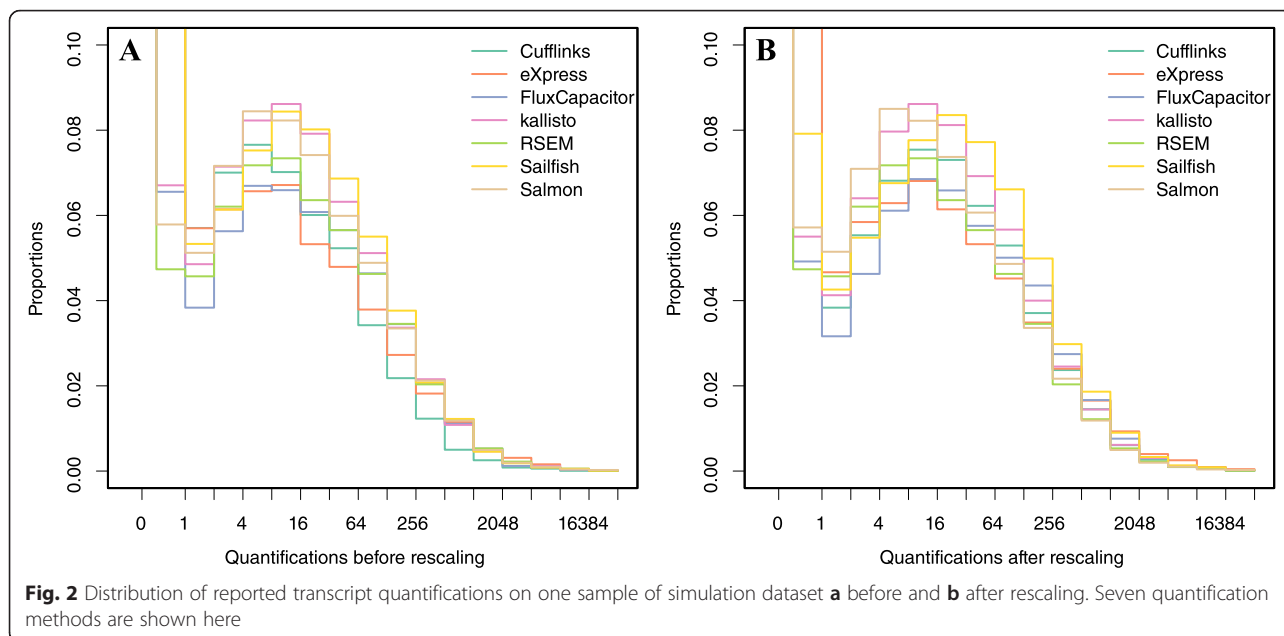 A
Cufflinks
eXpress
FluxCapacitor
kallisto
RSEM
Sailfish
Salmon
Proportions
0.00 0.02 0.04 0.06 0.08 0.10
0 1 4 16 64 256 2048 16384
Quantifications before rescaling
B
Cufflinks
eXpress
FluxCapacitor
kallisto
RSEM
Sailfish
Salmon
Proportions
0.00 0.02 0.04 0.06 0.08 0.10
0 1 4 16 64 256 2048 16384
Quantifications after rescaling
Fig. 2 Distribution of reported transcript quantifications on one sample of simulation dataset a before and b after rescaling. Seven quantification
methods are shown here